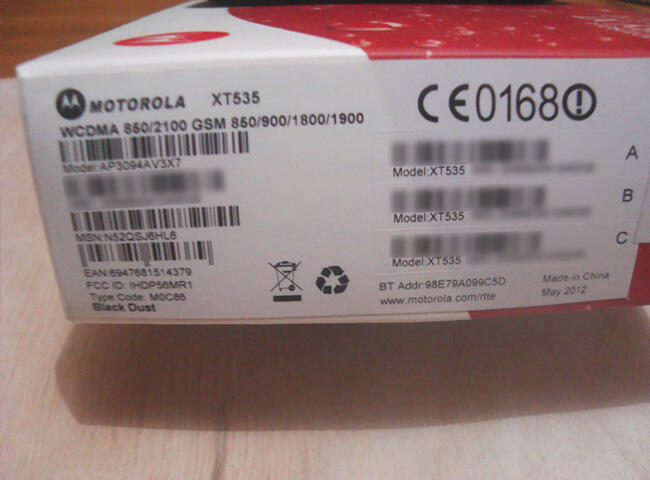 MOTOROLA XT535
WCDMA 850/2100 GSM 850/900/1800/1900
Model:AP3094AV3X7
MSN:N52QSJ6HL6
EAN:6947681514379
FCC ID: IHDP56MR1
Type Code: M0C86
Black Dust
CE0168
Model:XT535
A
Model:XT535
B
Model:XT535
C
BT Addr:98E79A099C5D
www.motorola.com/rtte
Made in China
May 2012